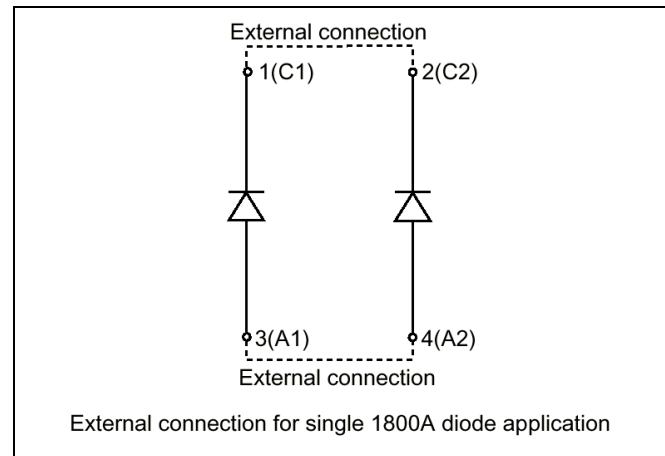 External connection
1(C1)
2(C2)
3(A1)
4(A2)
External connection
External connection for single 1800A diode application